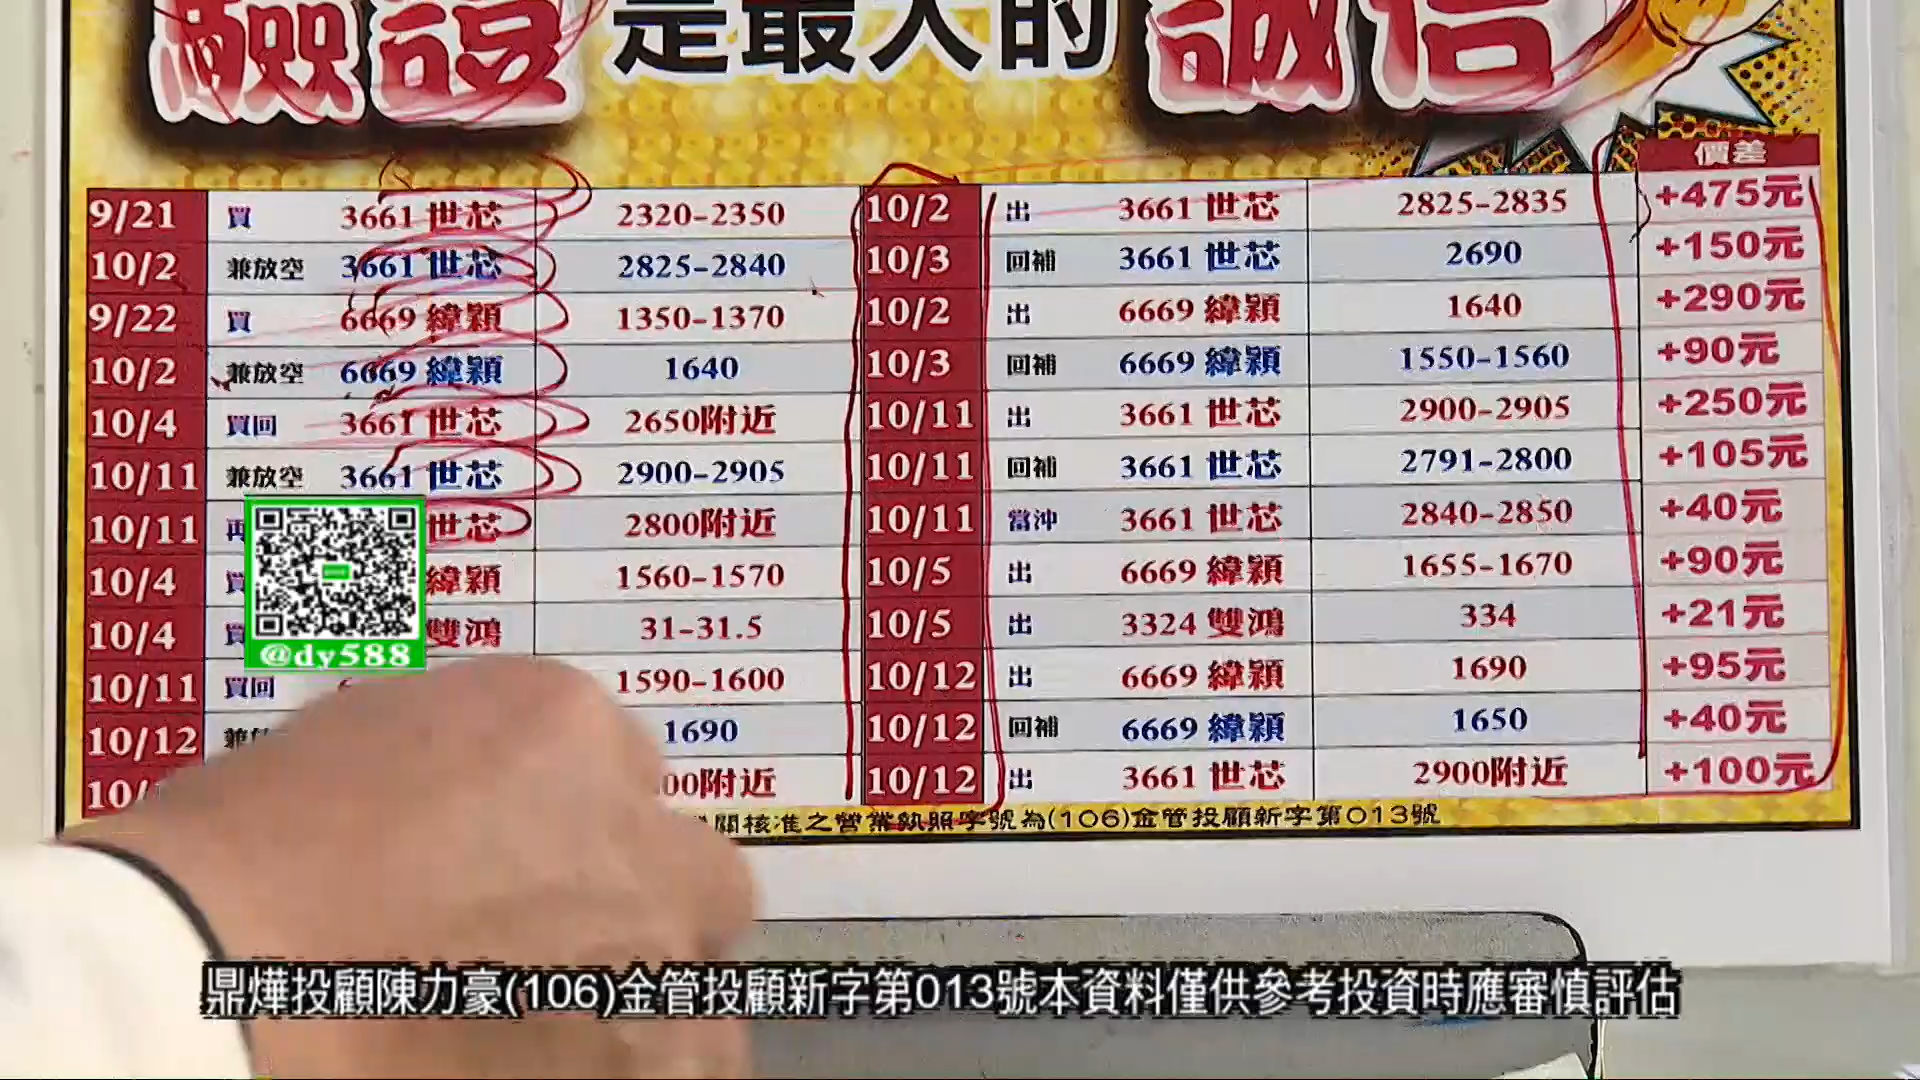 驗證 是最大的 誠信
價差
9/21 買 3661 世芯 2320-2350 10/2 出 3661 世芯 2825-2835 +475元
10/2 兼放空 3661 世芯 2825-2840 10/3 回補 3661 世芯 2690 +150元
9/22 買 6669 緯穎 1350-1370 10/2 出 6669 緯穎 1640 +290元
10/2 兼放空 6669 緯穎 1640 10/3 回補 6669 緯穎 1550-1560 +90元
10/4 買回 3661 世芯 2650附近 10/11 出 3661 世芯 2900-2905 +250元
10/11 兼放空 3661 世芯 2900-2905 10/11 回補 3661 世芯 2791-2800 +105元
10/11 再 世芯 2800附近 10/11 當沖 3661 世芯 2840-2850 +40元
10/4 買 緯穎 1560-1570 10/5 出 6669 緯穎 1655-1670 +90元
10/4 買 雙鴻 31-31.5 10/5 出 3324 雙鴻 334 +21元
@dy588
10/11 買回 1590-1600 10/12 出 6669 緯穎 1690 +95元
10/12 兼 1690 10/12 回補 6669 緯穎 1650 +40元
10/ 00附近 10/12 出 3661 世芯 2900附近 +100元
關核准之營業執照字號為(106)金管投顧新字第013號
鼎燁投顧陳力豪(106)金管投顧新字第013號本資料僅供參考投資時應審慎評估